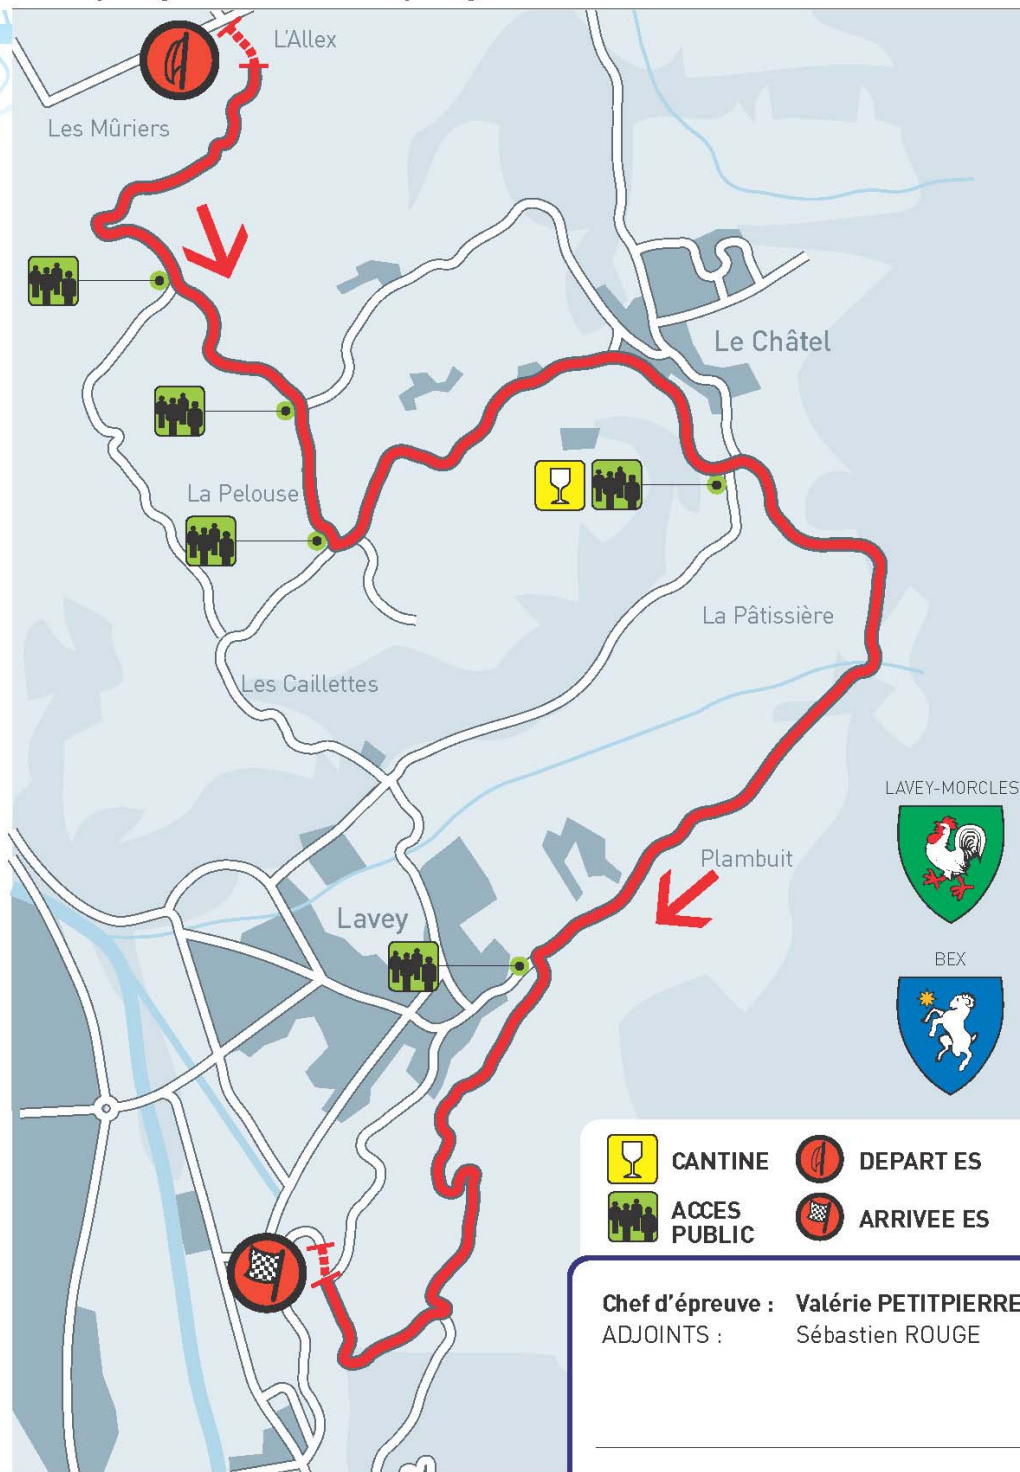 L'Allex
Les Mûriers
Le Châtel
La Pelouse
La Pâtissière
Les Caillettes
LAVEY-MORCLES
Plambuit
Lavey
BEX
CANTINE
DEPART ES
ACCES
PUBLIC
ARRIVEE ES
Chef d'épreuve : Valérie PETITPIERRE
ADJOINTS : Sébastien ROUGE